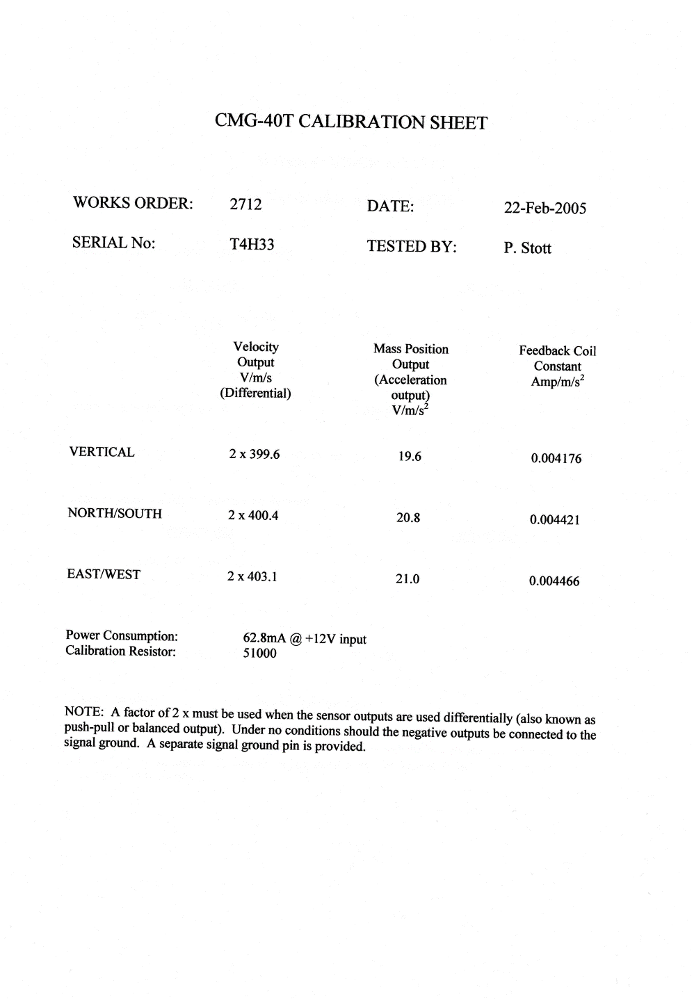 CMG-40T CALIBRATION SHEET
WORKS ORDER: 2712 DATE: 22-Feb-2005
SERIAL No: T4H33 TESTED BY: P. Stott
Velocity
Output
V/m/s
(Differential)
Mass Position
Output
(Acceleration
output)
V/m/s²
Feedback Coil
Constant
Amp/m/s²
VERTICAL 2 x 399.6 19.6 0.004176
NORTH/SOUTH 2 x 400.4 20.8 0.004421
EAST/WEST 2 x 403.1 21.0 0.004466
Power Consumption: 62.8mA @ +12V input
Calibration Resistor: 51000
NOTE: A factor of 2 x must be used when the sensor outputs are used differentially (also known as
push-pull or balanced output). Under no conditions should the negative outputs be connected to the
signal ground. A separate signal ground pin is provided.